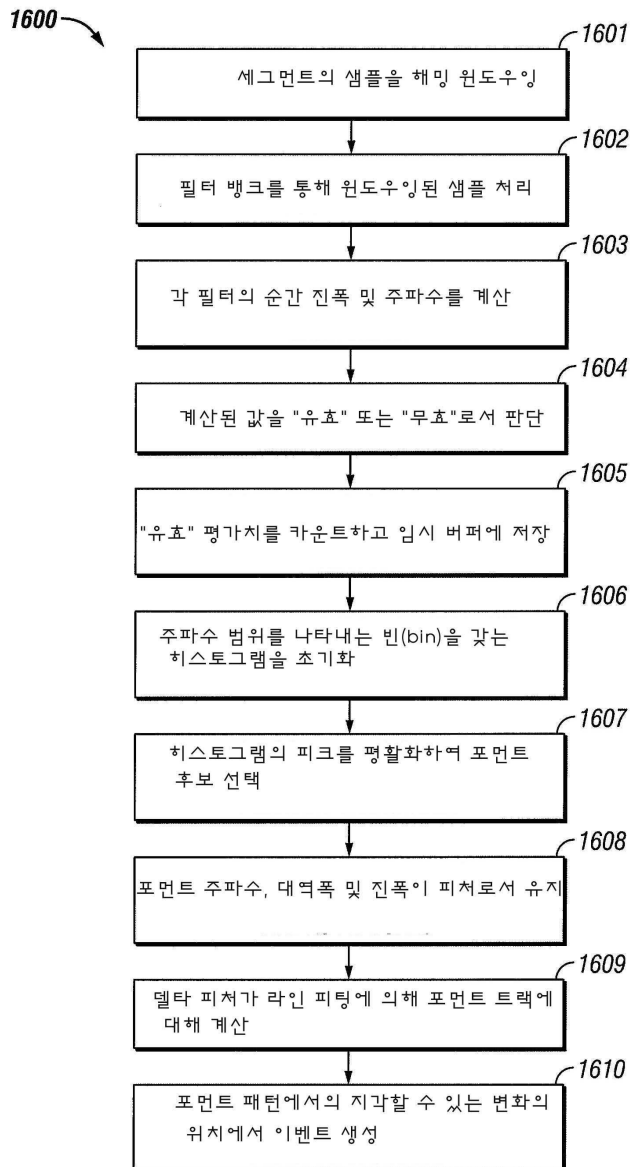 1600
1601
세그먼트의 샘플을 해밍 윈도우잉
1602
필터 뱅크를 통해 윈도우잉된 샘플 처리
1603
각 필터의 순간 진폭 및 주파수를 계산
1604
계산된 값을 "유효" 또는 "무효"로서 판단
1605
"유효" 평가치를 카운트하고 임시 버퍼에 저장
1606
주파수 범위를 나타내는 빈(bin)을 갖는
히스토그램을 초기화
1607
히스토그램의 피크를 평활화하여 포먼트
후보 선택
1608
포먼트 주파수, 대역폭 및 진폭이 피처로서 유지
1609
델타 피처가 라인 피팅에 의해 포먼트 트랙에
대해 계산
1610
포먼트 패턴에서의 지각할 수 있는 변화의
위치에서 이벤트 생성